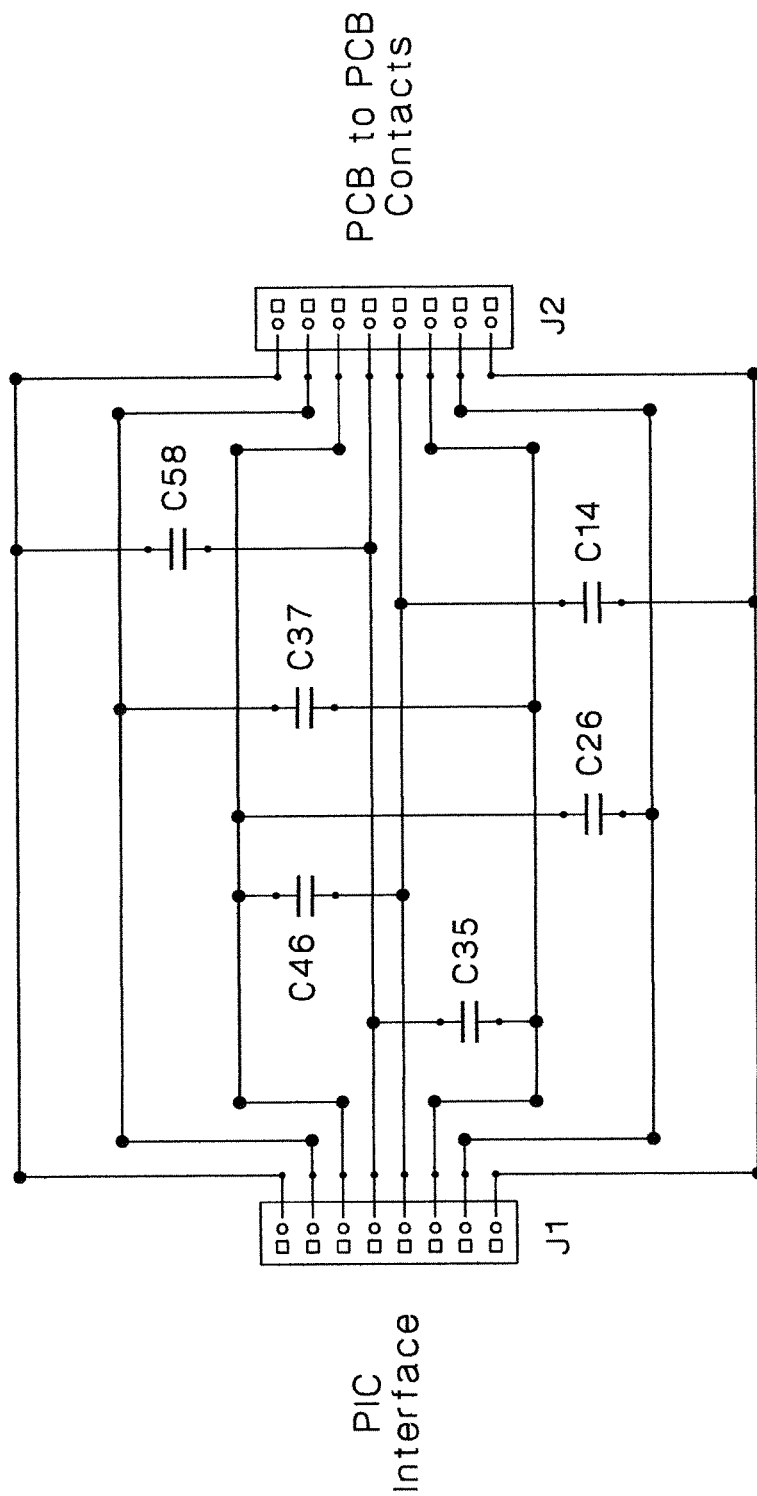 PCB to PCB
Contacts
J2
C58
C14
C37
C26
C46
C35
J1
PIC
Interface